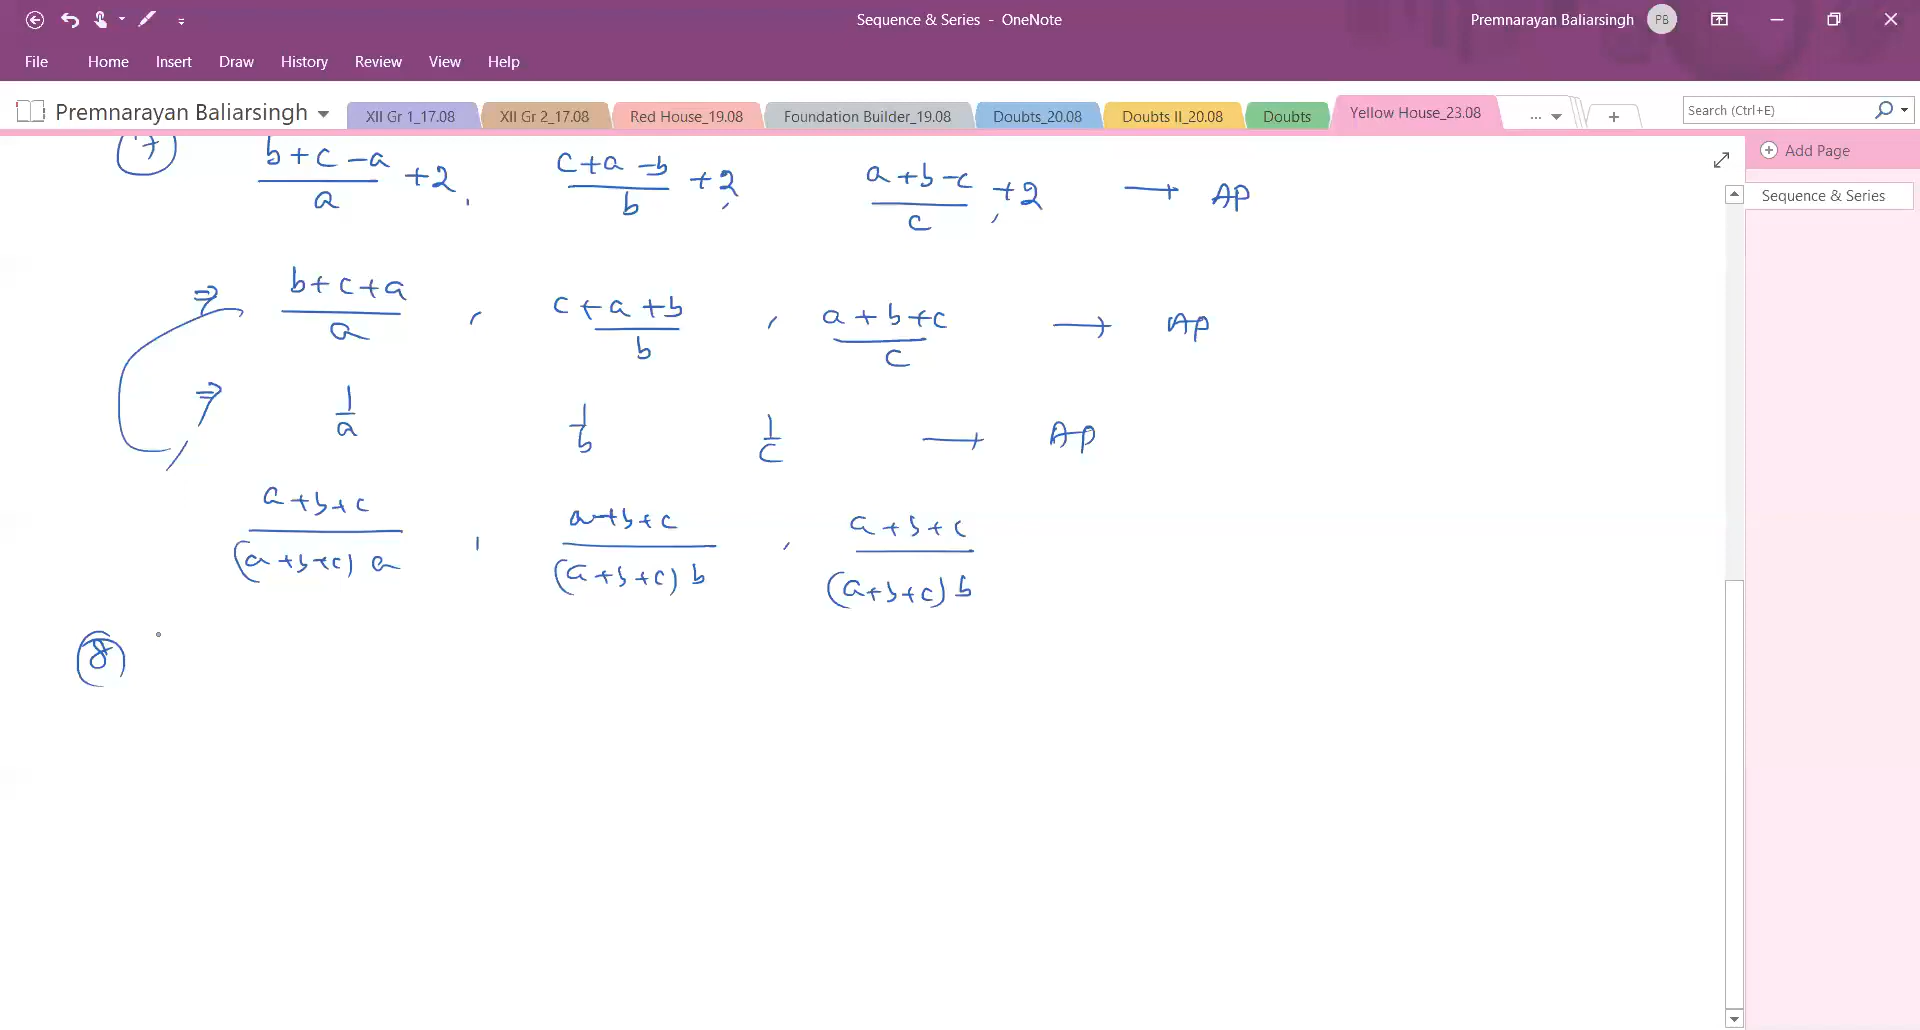 Sequence & Series - OneNote
Premnarayan Baliarsingh PB
File Home Insert Draw History Review View Help
Premnarayan Baliarsingh
XII Gr 1_17.08 XII Gr 2_17.08 Red House_19.08 Foundation Builder_19.08 Doubts_20.08 Doubts II_20.08 Doubts Yellow House_23.08 ... +
Search (Ctrl+E)
Add Page
Sequence & Series
(7) (b+c-a)/a +2, (c+a-b)/b +2, (a+b-c)/c, +2 → AP
⇒ (b+c+a)/a , (c+a+b)/b , (a+b+c)/c → AP
⇒ 1/a 1/b 1/c → AP
(a+b+c)/((a+b+c) a) , (a+b+c)/((a+b+c) b) , (a+b+c)/((a+b+c) b)
(8)